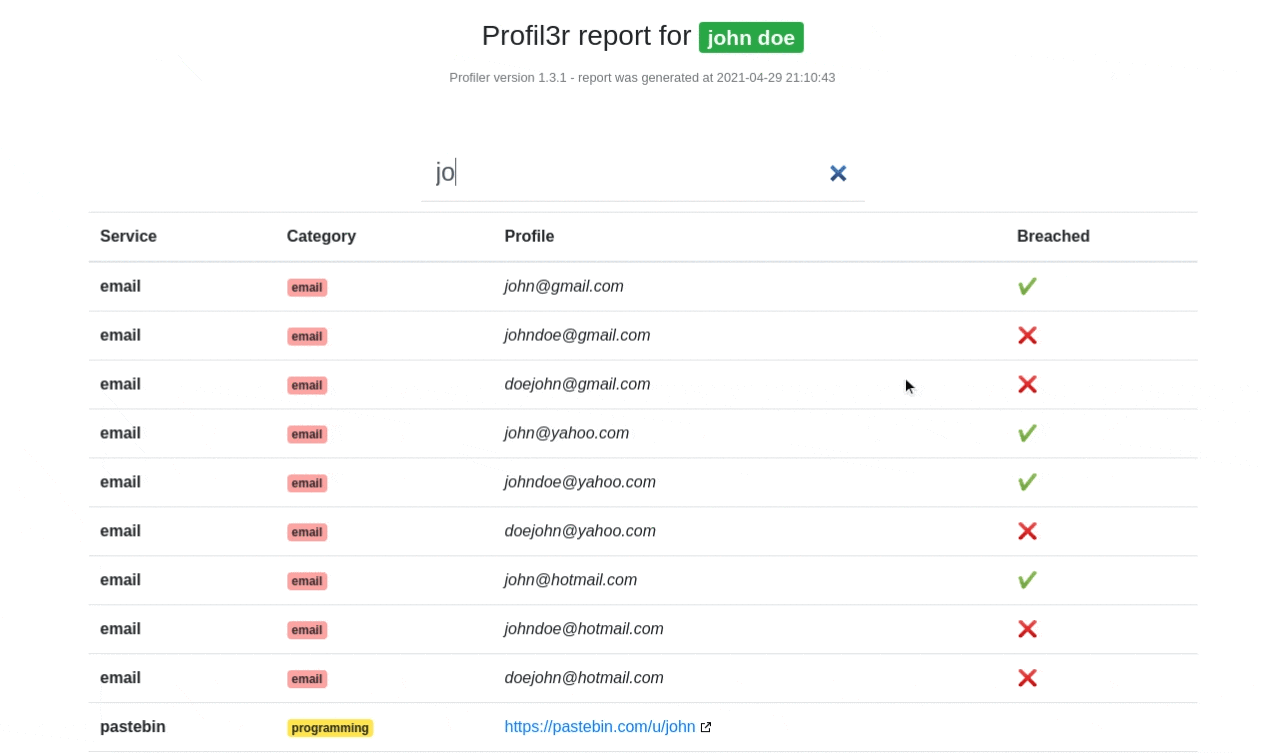 Profil3r report for john doe
Profiler version 1.3.1 - report was generated at 2021-04-29 21:10:43
jo
Service Category Profile Breached
email email john@gmail.com
email email johndoe@gmail.com
email email doejohn@gmail.com
email email john@yahoo.com
email email johndoe@yahoo.com
email email doejohn@yahoo.com
email email john@hotmail.com
email email johndoe@hotmail.com
email email doejohn@hotmail.com
pastebin programming https://pastebin.com/u/john